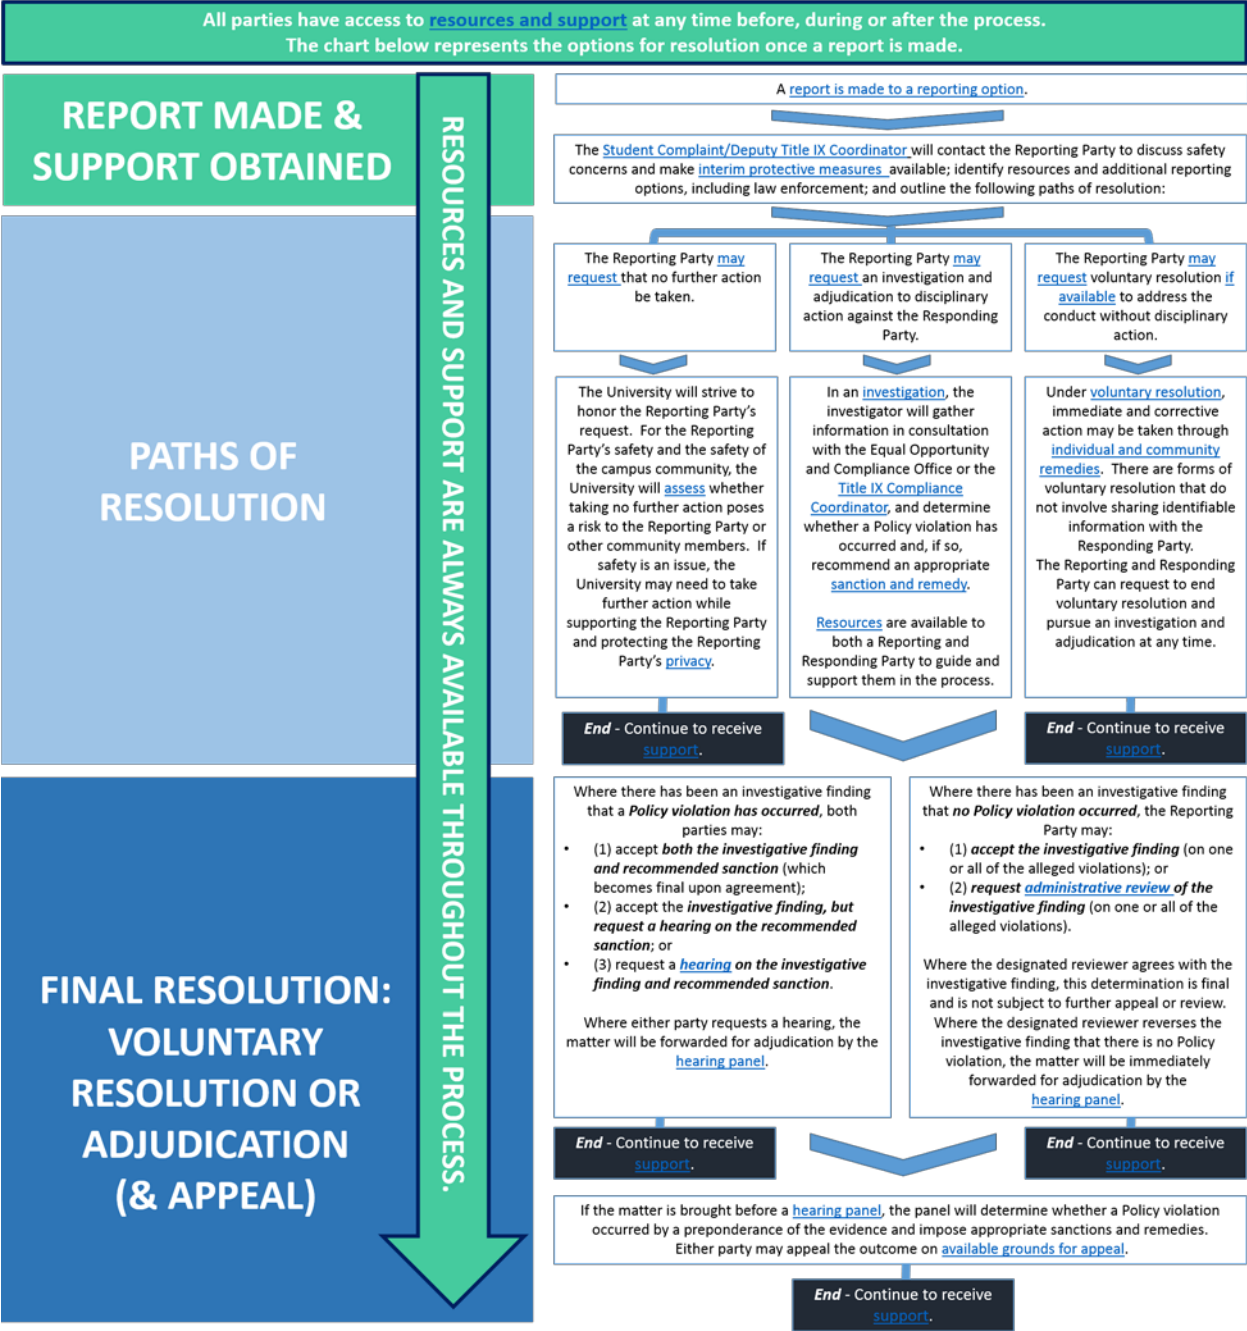 All parties have access to resources and support at any time before, during or after the process.
The chart below represents the options for resolution once a report is made.
REPORT MADE &
SUPPORT OBTAINED
RESOURCES AND SUPPORT ARE ALWAYS AVAILABLE THROUGHOUT THE PROCESS.
A report is made to a reporting option.
The Student Complaint/Deputy Title IX Coordinator will contact the Reporting Party to discuss safety
concerns and make interim protective measures available; identify resources and additional reporting
options, including law enforcement; and outline the following paths of resolution:
PATHS OF
RESOLUTION
The Reporting Party may
request that no further action
be taken.
The Reporting Party may
request an investigation and
adjudication to disciplinary
action against the Responding
Party.
The Reporting Party may
request voluntary resolution if
available to address the
conduct without disciplinary
action.
The University will strive to
honor the Reporting Party's
request. For the Reporting
Party's safety and the safety of
the campus community, the
University will assess whether
taking no further action poses
a risk to the Reporting Party or
other community members. If
safety is an issue, the
University may need to take
further action while
supporting the Reporting Party
and protecting the Reporting
Party's privacy.
In an investigation, the
investigator will gather
information in consultation
with the Equal Opportunity
and Compliance Office or the
Title IX Compliance
Coordinator, and determine
whether a Policy violation has
occurred and, if so,
recommend an appropriate
sanction and remedy.
Resources are available to
both a Reporting and
Responding Party to guide and
support them in the process.
Under voluntary resolution,
immediate and corrective
action may be taken through
individual and community
remedies. There are forms of
voluntary resolution that do
not involve sharing identifiable
information with the
Responding Party.
The Reporting and Responding
Party can request to end
voluntary resolution and
pursue an investigation and
adjudication at any time.
End - Continue to receive
support.
End - Continue to receive
support.
FINAL RESOLUTION:
VOLUNTARY
RESOLUTION OR
ADJUDICATION
(& APPEAL)
Where there has been an investigative finding
that a Policy violation has occurred, both
parties may:
• (1) accept both the investigative finding
and recommended sanction (which
becomes final upon agreement);
• (2) accept the investigative finding, but
request a hearing on the recommended
sanction; or
• (3) request a hearing on the investigative
finding and recommended sanction.
Where either party requests a hearing, the
matter will be forwarded for adjudication by the
hearing panel.
Where there has been an investigative finding
that no Policy violation occurred, the Reporting
Party may:
• (1) accept the investigative finding (on one
or all of the alleged violations); or
• (2) request administrative review of the
investigative finding (on one or all of the
alleged violations).
Where the designated reviewer agrees with the
investigative finding, this determination is final
and is not subject to further appeal or review.
Where the designated reviewer reverses the
investigative finding that there is no Policy
violation, the matter will be immediately
forwarded for adjudication by the
hearing panel.
End - Continue to receive
support.
End - Continue to receive
support.
If the matter is brought before a hearing panel, the panel will determine whether a Policy violation
occurred by a preponderance of the evidence and impose appropriate sanctions and remedies.
Either party may appeal the outcome on available grounds for appeal.
End - Continue to receive
support.